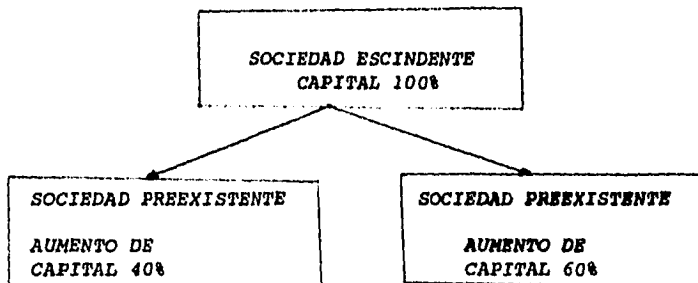 SOCIEDAD ESCINDENTE
CAPITAL 100%
SOCIEDAD PREEXISTENTE
AUMENTO DE
CAPITAL 40%
SOCIEDAD PREEXISTENTE
AUMENTO DE
CAPITAL 60%